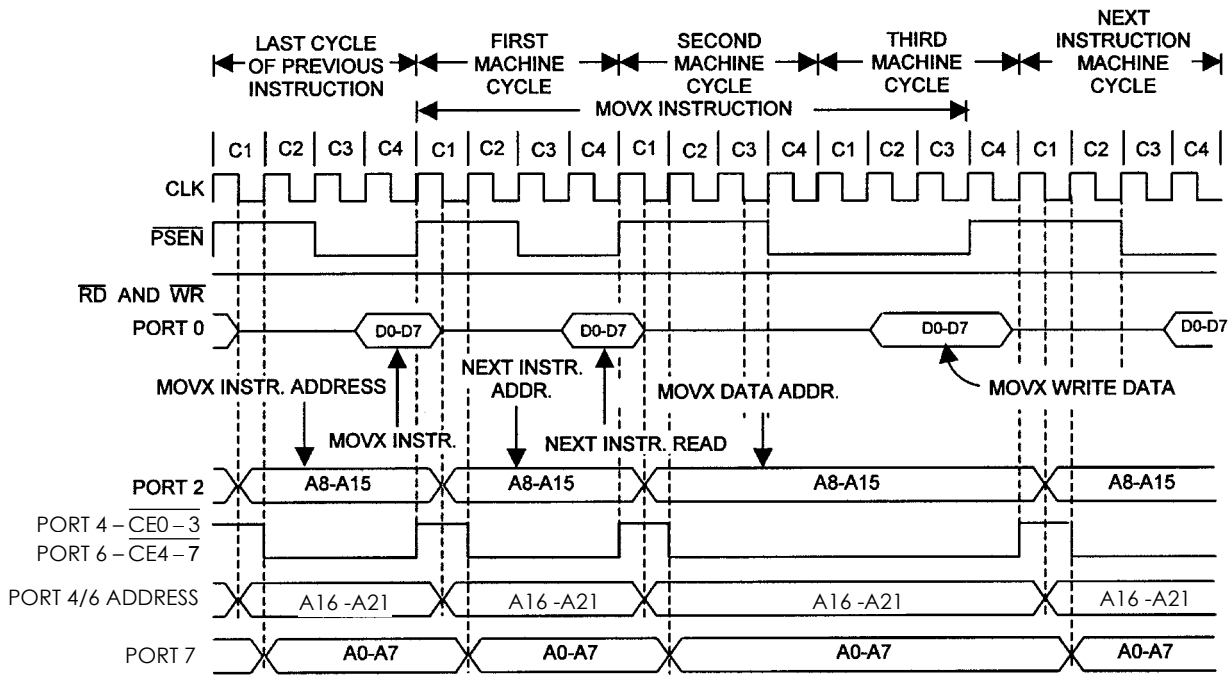 LAST CYCLE
OF PREVIOUS
INSTRUCTION
FIRST
MACHINE
CYCLE
SECOND
MACHINE
CYCLE
THIRD
MACHINE
CYCLE
NEXT
INSTRUCTION
MACHINE
CYCLE
MOVX INSTRUCTION
C1 C2 C3 C4 C1 C2 C3 C4 C1 C2 C3 C4 C1 C2 C3 C4 C1 C2 C3 C4
CLK
PSEN
RD AND WR
PORT 0
D0-D7 D0-D7 D0-D7 D0-D7
MOVX INSTR. ADDRESS
NEXT INSTR.
ADDR.
MOVX DATA ADDR.
MOVX WRITE DATA
MOVX INSTR.
NEXT INSTR. READ
PORT 2
A8-A15 A8-A15 A8-A15 A8-A15
PORT 4 – CE0 – 3
PORT 6 – CE4 – 7
PORT 4/6 ADDRESS
A16 -A21 A16 -A21 A16 -A21 A16 -A21
PORT 7
A0-A7 A0-A7 A0-A7 A0-A7